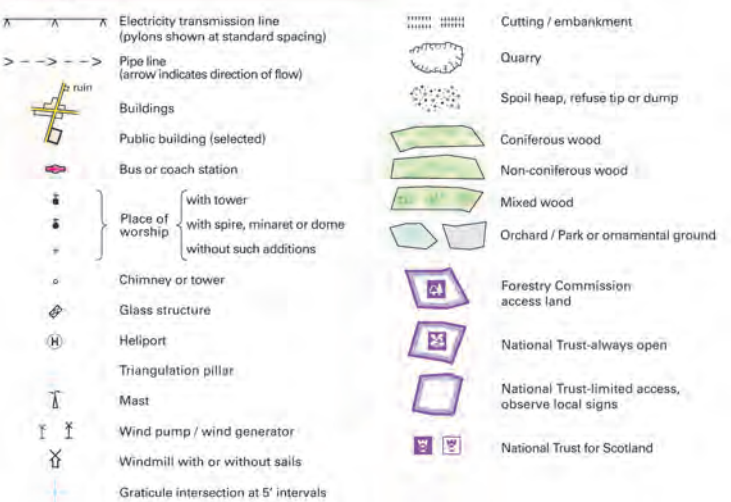 Electricity transmission line
(pylons shown at standard spacing)
Pipe line
(arrow indicates direction of flow)
ruin
Buildings
Public building (selected)
Bus or coach station
Place of
worship
with tower
with spire, minaret or dome
without such additions
Chimney or tower
Glass structure
H
Heliport
Triangulation pillar
Mast
Wind pump / wind generator
Windmill with or without sails
Graticule intersection at 5' intervals
Cutting / embankment
Quarry
Spoil heap, refuse tip or dump
Coniferous wood
Non-coniferous wood
Mixed wood
Orchard / Park or ornamental ground
Forestry Commission
access land
National Trust-always open
National Trust-limited access,
observe local signs
National Trust for Scotland